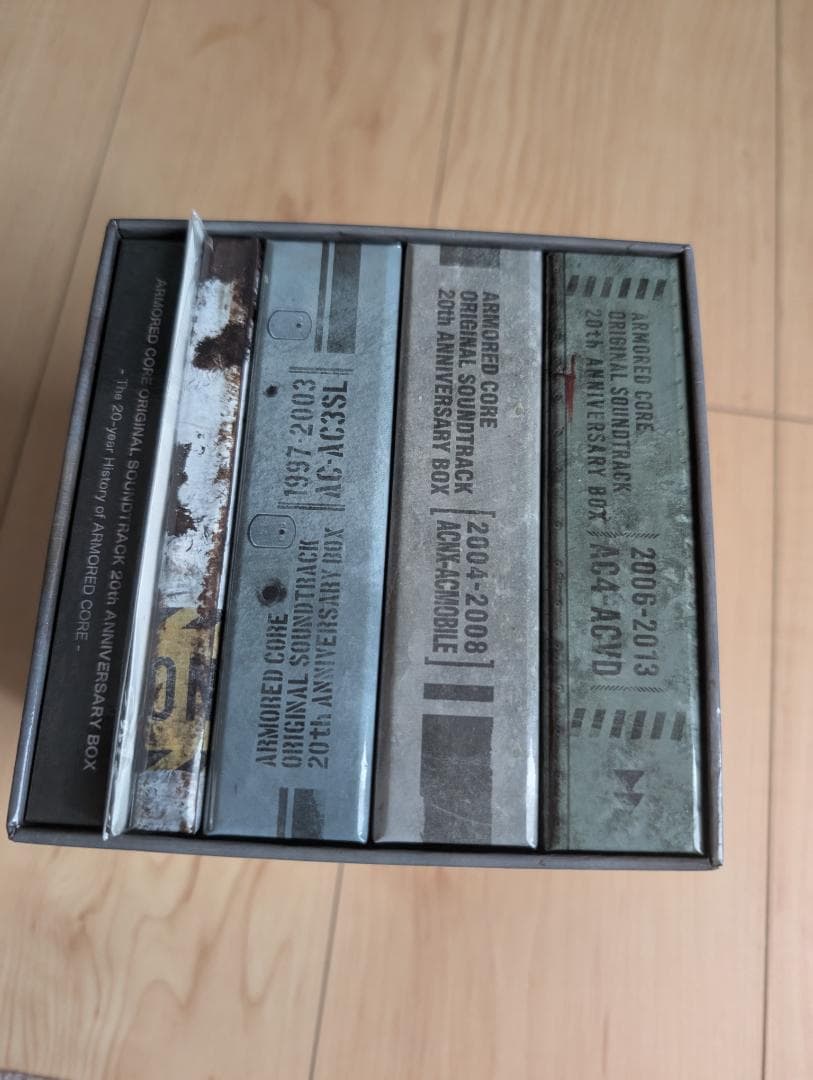 ARMORED CORE ORIGINAL SOUNDTRACK 20th ANNIVERSARY BOX
- The 20-year History of ARMORED CORE -
ARMORED CORE
ORIGINAL SOUNDTRACK
20th ANNIVERSARY BOX
1997-2003
AC-AC3SL
ARMORED CORE
ORIGINAL SOUNDTRACK
20th ANNIVERSARY BOX
2004-2008
ACNX-ACMOBILE
ARMORED CORE
ORIGINAL SOUNDTRACK
20th ANNIVERSARY BOX
2006-2013
AC4-ACVD